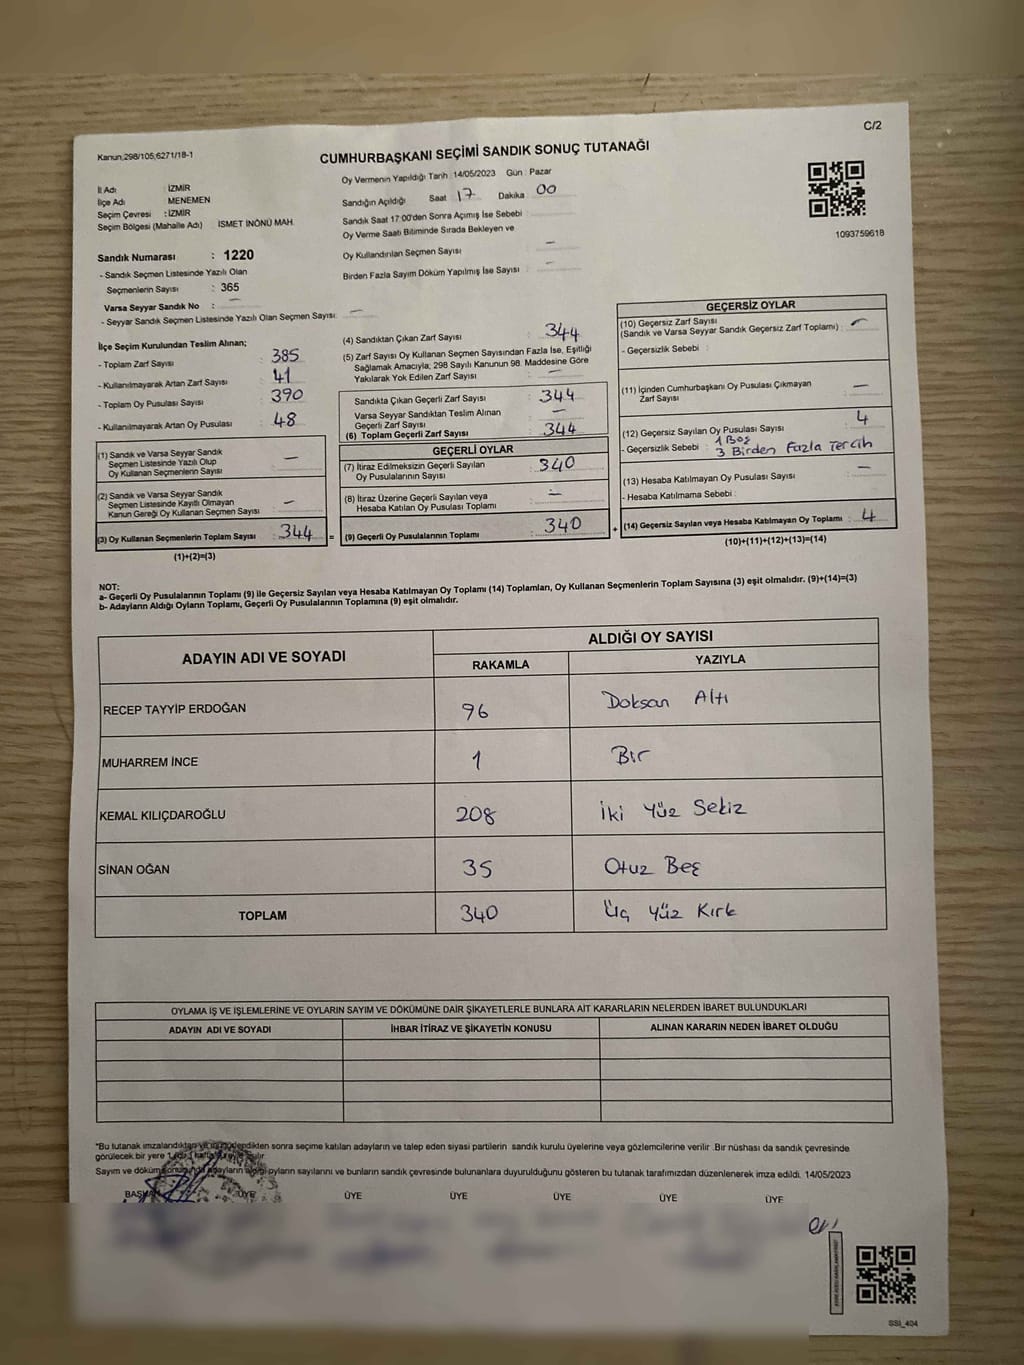 C/2
Kanun;298/105;6271/18-1
CUMHURBAŞKANI SEÇİMİ SANDIK SONUÇ TUTANAĞI
İl Adı : İZMİR
İlçe Adı : MENEMEN
Seçim Çevresi : İZMİR
Seçim Bölgesi (Mahalle Adı) : İSMET İNÖNÜ MAH.
Oy Vermenin Yapıldığı Tarih : 14/05/2023 Gün : Pazar
Sandığın Açıldığı Saat 17 Dakika : 00
Sandık Saat 17:00'den Sonra Açımış İse Sebebi :
Oy Verme Saati Bitiminde Sırada Bekleyen ve
Oy Kullandırılan Seçmen Sayısı : —
Birden Fazla Sayım Döküm Yapılmış İse Sayısı : —
1093759618
Sandık Numarası : 1220
- Sandık Seçmen Listesinde Yazılı Olan
Seçmenlerin Sayısı : 365
Varsa Seyyar Sandık No : —
- Seyyar Sandık Seçmen Listesinde Yazılı Olan Seçmen Sayısı: —
İlçe Seçim Kurulundan Teslim Alınan;
- Toplam Zarf Sayısı : 385
- Kullanılmayarak Artan Zarf Sayısı : 41
- Toplam Oy Pusulası Sayısı : 390
- Kullanılmayarak Artan Oy Pusulası : 48
(1) Sandık ve Varsa Seyyar Sandık
Seçmen Listesinde Yazılı Olup
Oy Kullanan Seçmenlerin Sayısı : —
(2) Sandık ve Varsa Seyyar Sandık
Seçmen Listesinde Kayıtlı Olmayan
Kanun Gereği Oy Kullanan Seçmen Sayısı : —
(3) Oy Kullanan Seçmenlerin Toplam Sayısı : 344 =
(1)+(2)=(3)
(4) Sandıktan Çıkan Zarf Sayısı : 344
(5) Zarf Sayısı Oy Kullanan Seçmen Sayısından Fazla İse, Eşitliği
Sağlamak Amacıyla; 298 Sayılı Kanunun 98. Maddesine Göre
Yakılarak Yok Edilen Zarf Sayısı : —
Sandıkta Çıkan Geçerli Zarf Sayısı : 344
Varsa Seyyar Sandıktan Teslim Alınan
Geçerli Zarf Sayısı : —
(6) Toplam Geçerli Zarf Sayısı : 344
GEÇERLİ OYLAR
(7) İtiraz Edilmeksizin Geçerli Sayılan
Oy Pusulalarının Sayısı : 340
(8) İtiraz Üzerine Geçerli Sayılan veya
Hesaba Katılan Oy Pusulası Toplamı : —
(9) Geçerli Oy Pusulalarının Toplamı : 340 +
GEÇERSİZ OYLAR
(10) Geçersiz Zarf Sayısı
(Sandık ve Varsa Seyyar Sandık Geçersiz Zarf Toplamı) : —
- Geçersizlik Sebebi :
(11) İçinden Cumhurbaşkanı Oy Pusulası Çıkmayan
Zarf Sayısı : —
(12) Geçersiz Sayılan Oy Pusulası Sayısı : 4
- Geçersizlik Sebebi : 1 Boş
3 Birden Fazla Tercih
(13) Hesaba Katılmayan Oy Pusulası Sayısı : —
- Hesaba Katılmama Sebebi :
(14) Geçersiz Sayılan veya Hesaba Katılmayan Oy Toplamı : 4
(10)+(11)+(12)+(13)=(14)
NOT:
a- Geçerli Oy Pusulalarının Toplamı (9) ile Geçersiz Sayılan veya Hesaba Katılmayan Oy Toplamı (14) Toplamları, Oy Kullanan Seçmenlerin Toplam Sayısına (3) eşit olmalıdır. (9)+(14)=(3)
b- Adayların Aldığı Oyların Toplamı, Geçerli Oy Pusulalarının Toplamına (9) eşit olmalıdır.
ADAYIN ADI VE SOYADI
ALDIĞI OY SAYISI
RAKAMLA YAZIYLA
RECEP TAYYİP ERDOĞAN 96 Doksan Altı
MUHARREM İNCE 1 Bir
KEMAL KILIÇDAROĞLU 208 İki Yüz Sekiz
SİNAN OĞAN 35 Otuz Beş
TOPLAM 340 Üç Yüz Kırk
OYLAMA İŞ VE İŞLEMLERİNE VE OYLARIN SAYIM VE DÖKÜMÜNE DAİR ŞİKAYETLERLE BUNLARA AİT KARARLARIN NELERDEN İBARET BULUNDUKLARI
ADAYIN ADI VE SOYADI İHBAR İTİRAZ VE ŞİKAYETİN KONUSU ALINAN KARARIN NEDEN İBARET OLDUĞU
*Bu tutanak imzalandıktan ve mühürlendikten sonra seçime katılan adayların ve talep eden siyasi partilerin sandık kurulu üyelerine veya gözlemcilerine verilir .Bir nüshası da sandık çevresinde
görülecek bir yere
Sayım ve döküm sonunda adayların aldığı oyların sayılarını ve bunların sandık çevresinde bulunanlara duyurulduğunu gösteren bu tutanak tarafımızdan düzenlenerek imza edildi. 14/05/2023
BAŞKAN ÜYE ÜYE ÜYE ÜYE ÜYE ÜYE
SSI_404